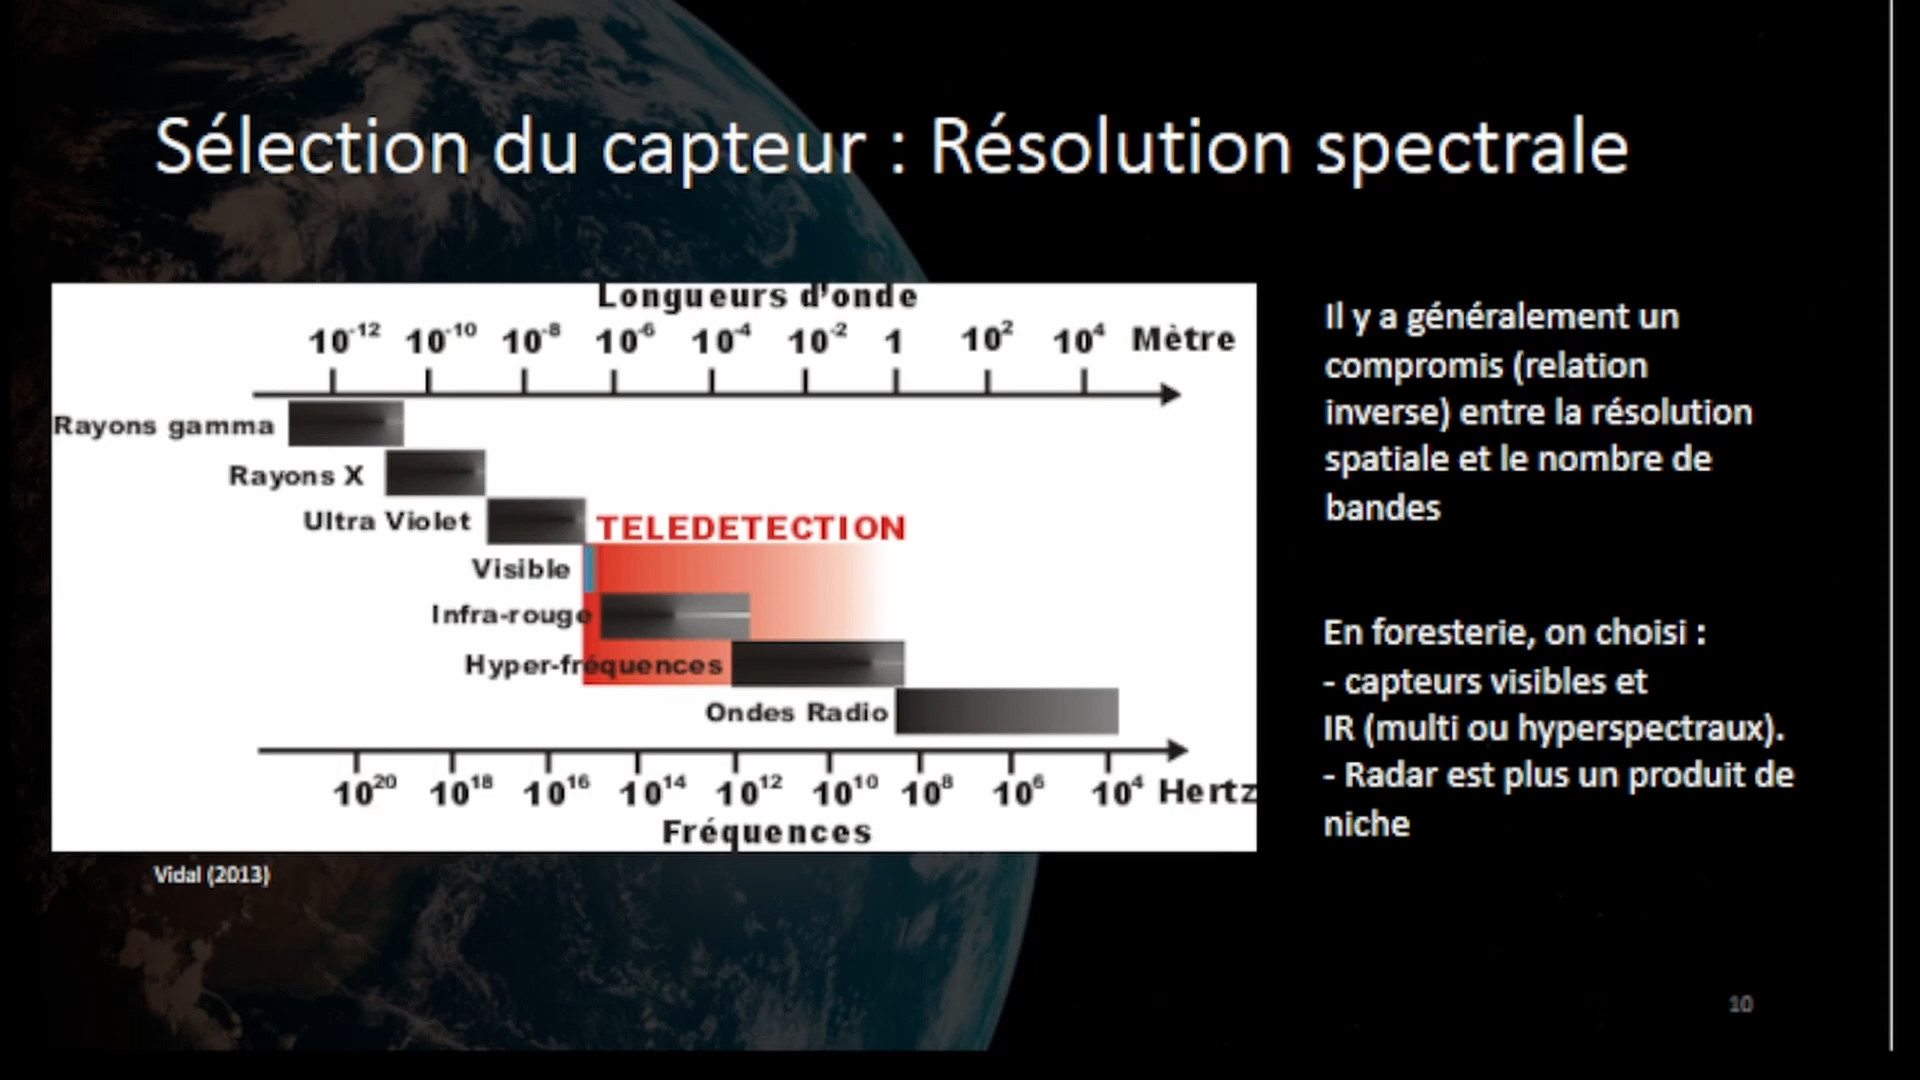 Sélection du capteur : Résolution spectrale
Longueurs d'onde
10⁻¹² 10⁻¹⁰ 10⁻⁸ 10⁻⁶ 10⁻⁴ 10⁻² 1 10² 10⁴ Mètre
Rayons gamma
Rayons X
Ultra Violet
TELEDETECTION
Visible
Infra-rouge
Hyper-fréquences
Ondes Radio
10²⁰ 10¹⁸ 10¹⁶ 10¹⁴ 10¹² 10¹⁰ 10⁸ 10⁶ 10⁴ Hertz
Fréquences
Vidal (2013)
Il y a généralement un
compromis (relation
inverse) entre la résolution
spatiale et le nombre de
bandes
En foresterie, on choisi :
- capteurs visibles et
IR (multi ou hyperspectraux).
- Radar est plus un produit de
niche
10